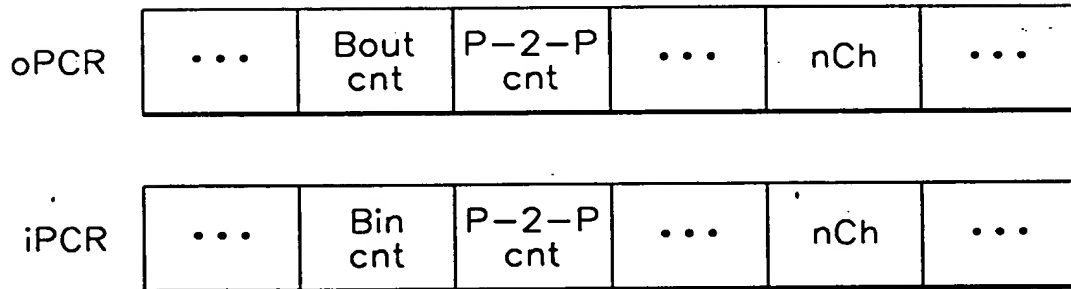 oPCR ••• Bout cnt P-2-P cnt ••• nCh •••
iPCR ••• Bin cnt P-2-P cnt ••• nCh •••